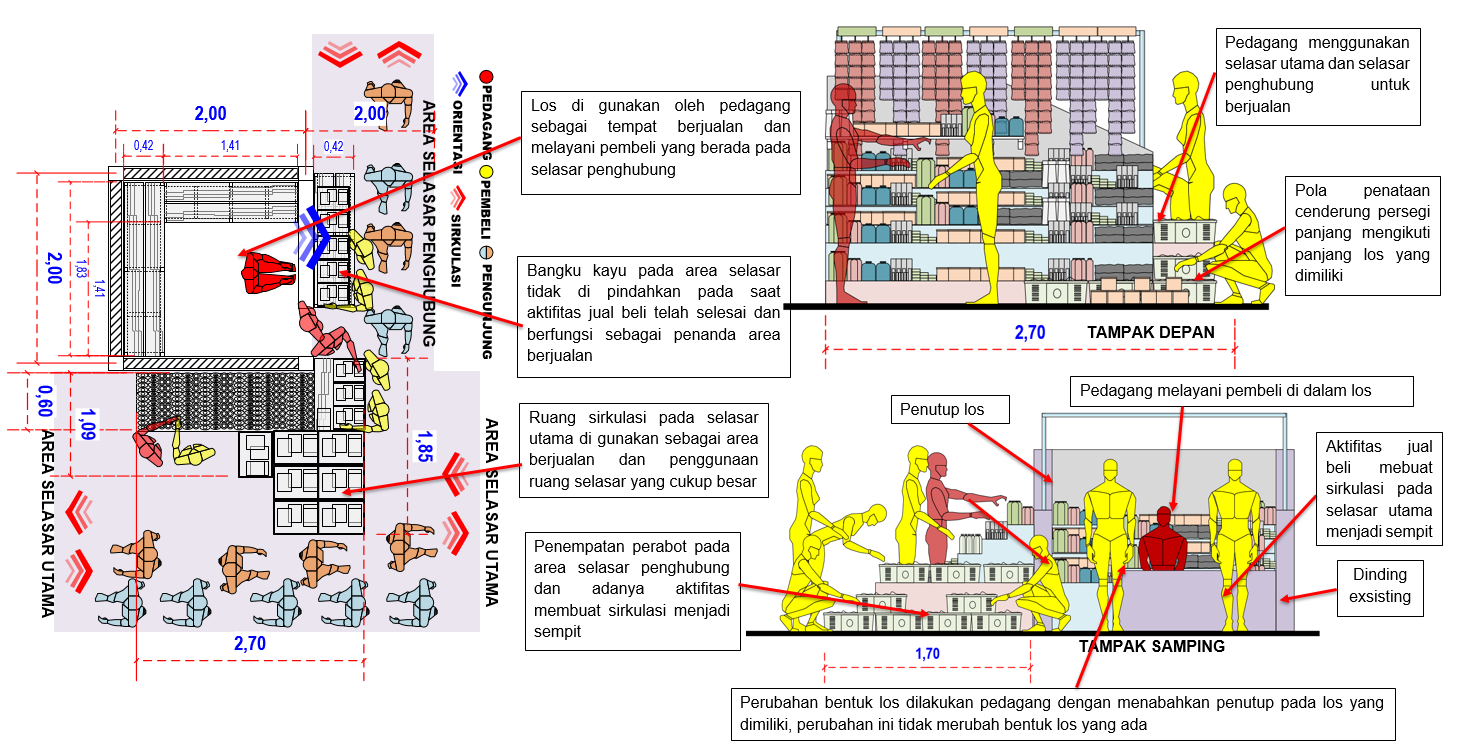 2,00
2,00
0,42
1,41
0,42
2,00
1,83
1,41
0,60
1,09
1,85
2,70
AREA SELASAR PENGHUBUNG
ORIENTASI
SIRKULASI
PEDAGANG
PEMBELI
PENGUNJUNG
AREA SELASAR UTAMA
AREA SELASAR UTAMA
Los di gunakan oleh pedagang
sebagai tempat berjualan dan
melayani pembeli yang berada pada
selasar penghubung
Bangku kayu pada area selasar
tidak di pindahkan pada saat
aktifitas jual beli telah selesai dan
berfungsi sebagai penanda area
berjualan
Ruang sirkulasi pada selasar
utama di gunakan sebagai area
berjualan dan penggunaan
ruang selasar yang cukup besar
Penempatan perabot pada
area selasar penghubung
dan adanya aktifitas
membuat sirkulasi menjadi
sempit
Pedagang menggunakan
selasar utama dan selasar
penghubung untuk
berjualan
Pola penataan
cenderung persegi
panjang mengikuti
panjang los yang
dimiliki
2,70
TAMPAK DEPAN
Pedagang melayani pembeli di dalam los
Penutup los
Aktifitas jual
beli mebuat
sirkulasi pada
selasar utama
menjadi sempit
Dinding
exsisting
TAMPAK SAMPING
1,70
Perubahan bentuk los dilakukan pedagang dengan menabahkan penutup pada los yang
dimiliki, perubahan ini tidak merubah bentuk los yang ada